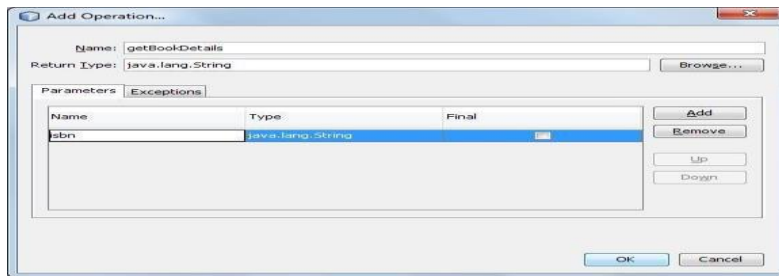 Add Operation...
Name: getBookDetails
Return Type: java.lang.String Browse...
Parameters Exceptions
Name Type Final Add
isbn java.lang.String Remove
Up
Down
OK Cancel